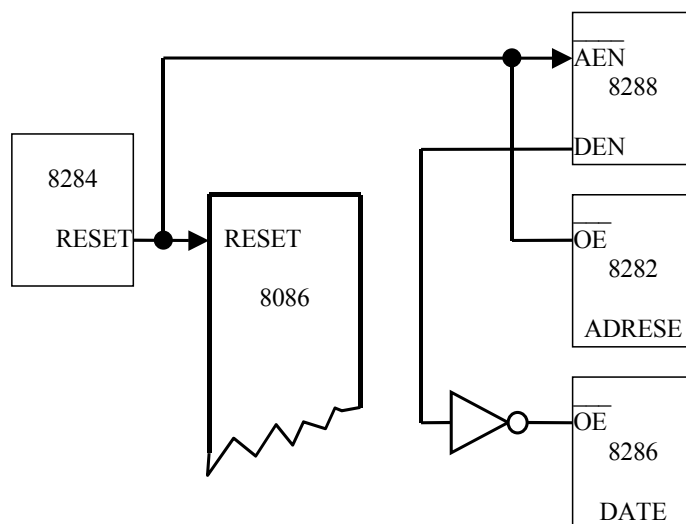 AEN
8288
DEN
8284
RESET
RESET
8086
OE
8282
ADRESE
OE
8286
DATE